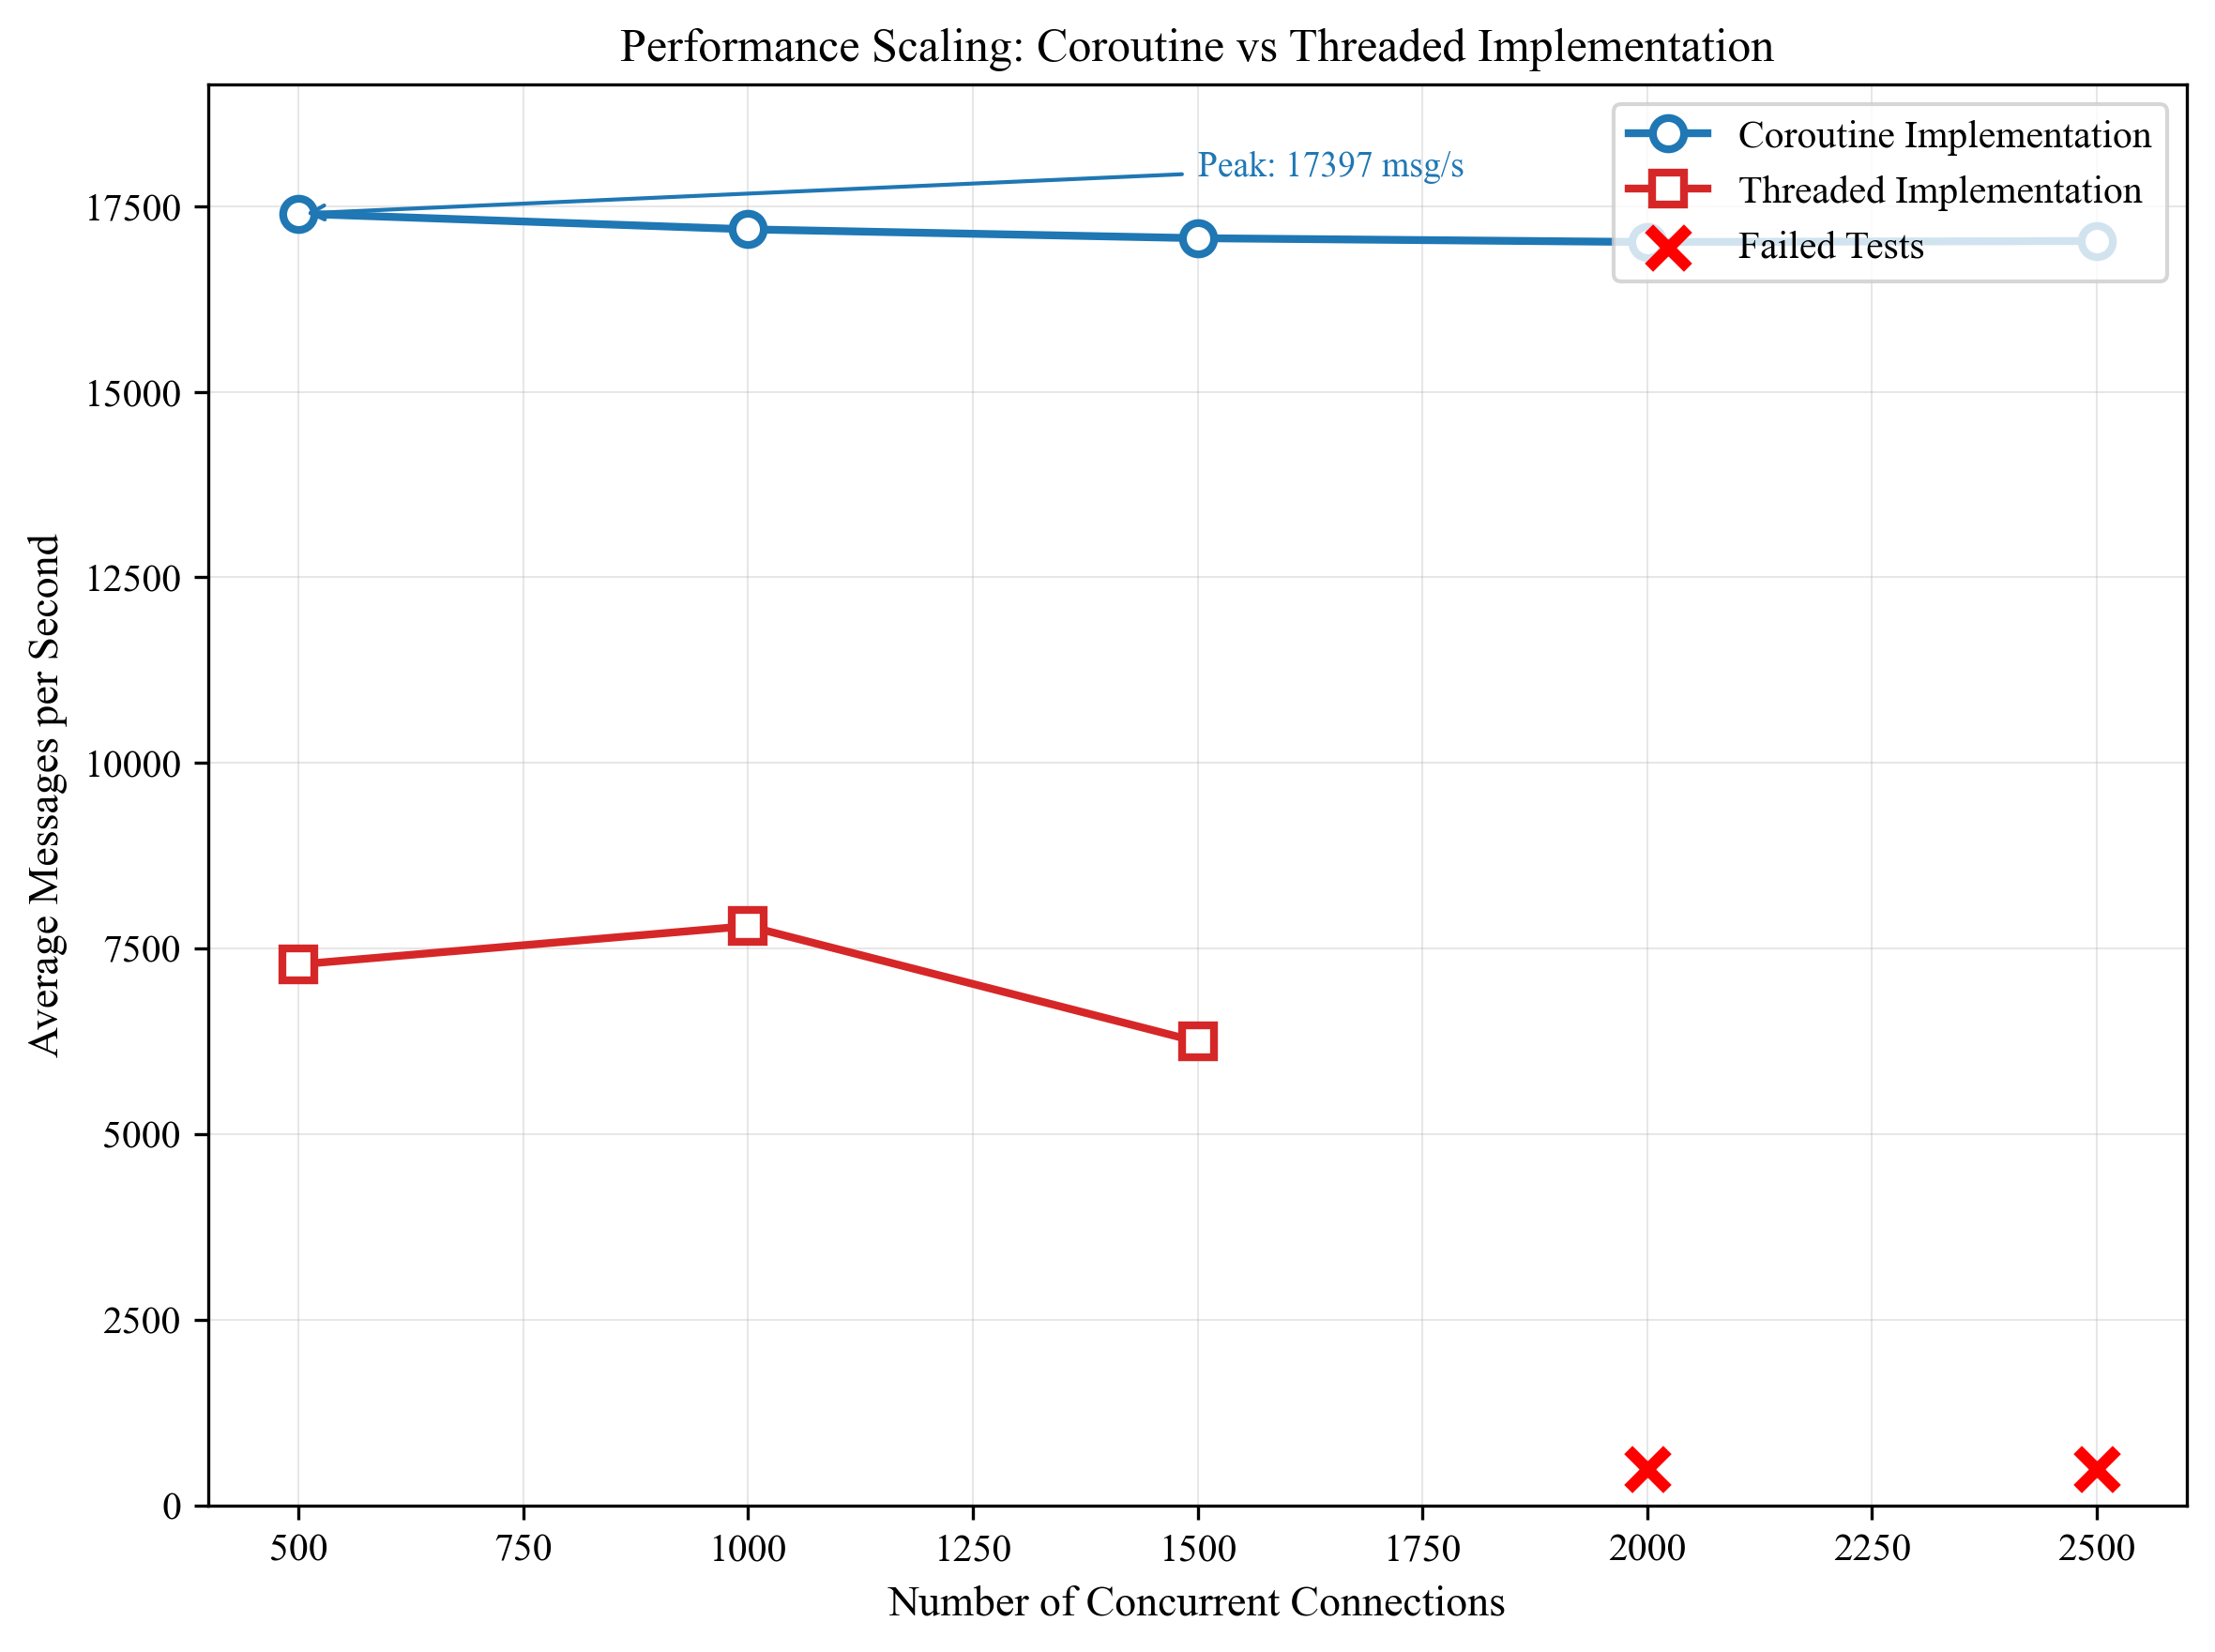 Performance Scaling: Coroutine vs Threaded Implementation
Peak: 17397 msg/s
Coroutine Implementation
Threaded Implementation
Failed Tests
17500
15000
12500
10000
7500
5000
2500
0
Average Messages per Second
500 750 1000 1250 1500 1750 2000 2250 2500
Number of Concurrent Connections